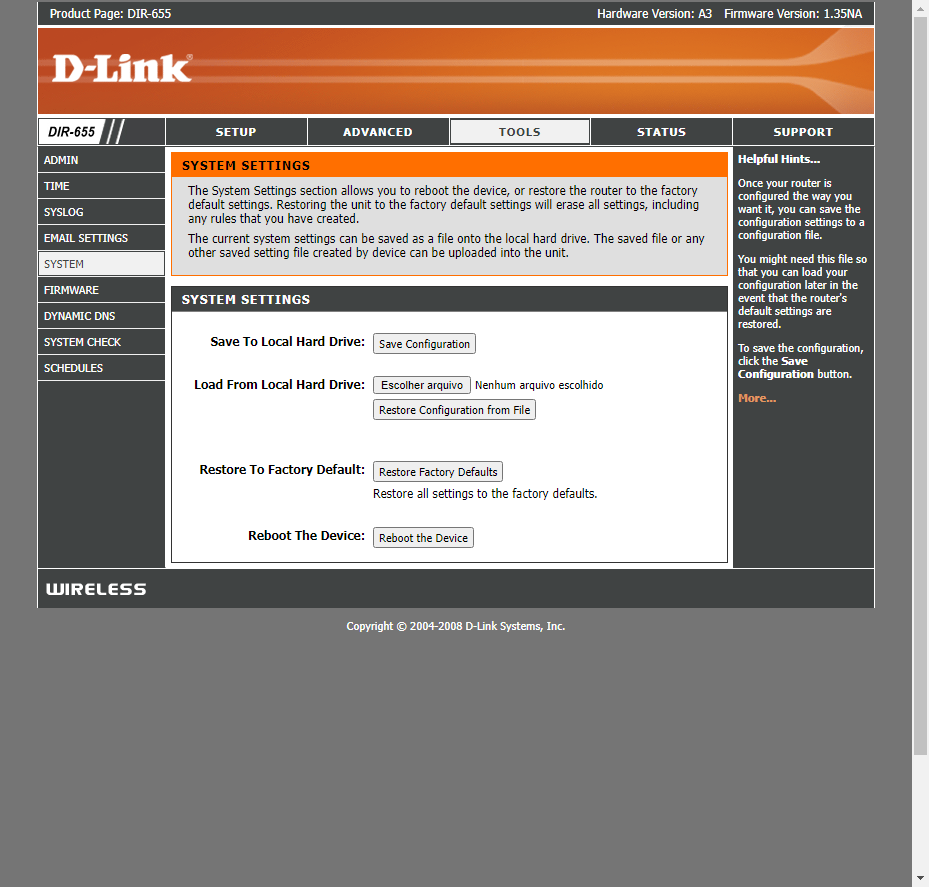 Product Page: DIR-655
Hardware Version: A3 Firmware Version: 1.35NA
D-Link®
DIR-655
SETUP
ADVANCED
TOOLS
STATUS
SUPPORT
ADMIN
TIME
SYSLOG
EMAIL SETTINGS
SYSTEM
FIRMWARE
DYNAMIC DNS
SYSTEM CHECK
SCHEDULES
SYSTEM SETTINGS
The System Settings section allows you to reboot the device, or restore the router to the factory
default settings. Restoring the unit to the factory default settings will erase all settings, including
any rules that you have created.
The current system settings can be saved as a file onto the local hard drive. The saved file or any
other saved setting file created by device can be uploaded into the unit.
SYSTEM SETTINGS
Save To Local Hard Drive: Save Configuration
Load From Local Hard Drive: Escolher arquivo Nenhum arquivo escolhido
Restore Configuration from File
Restore To Factory Default: Restore Factory Defaults
Restore all settings to the factory defaults.
Reboot The Device: Reboot the Device
Helpful Hints...
Once your router is
configured the way you
want it, you can save the
configuration settings to a
configuration file.
You might need this file so
that you can load your
configuration later in the
event that the router's
default settings are
restored.
To save the configuration,
click the Save
Configuration button.
More...
WIRELESS
Copyright © 2004-2008 D-Link Systems, Inc.